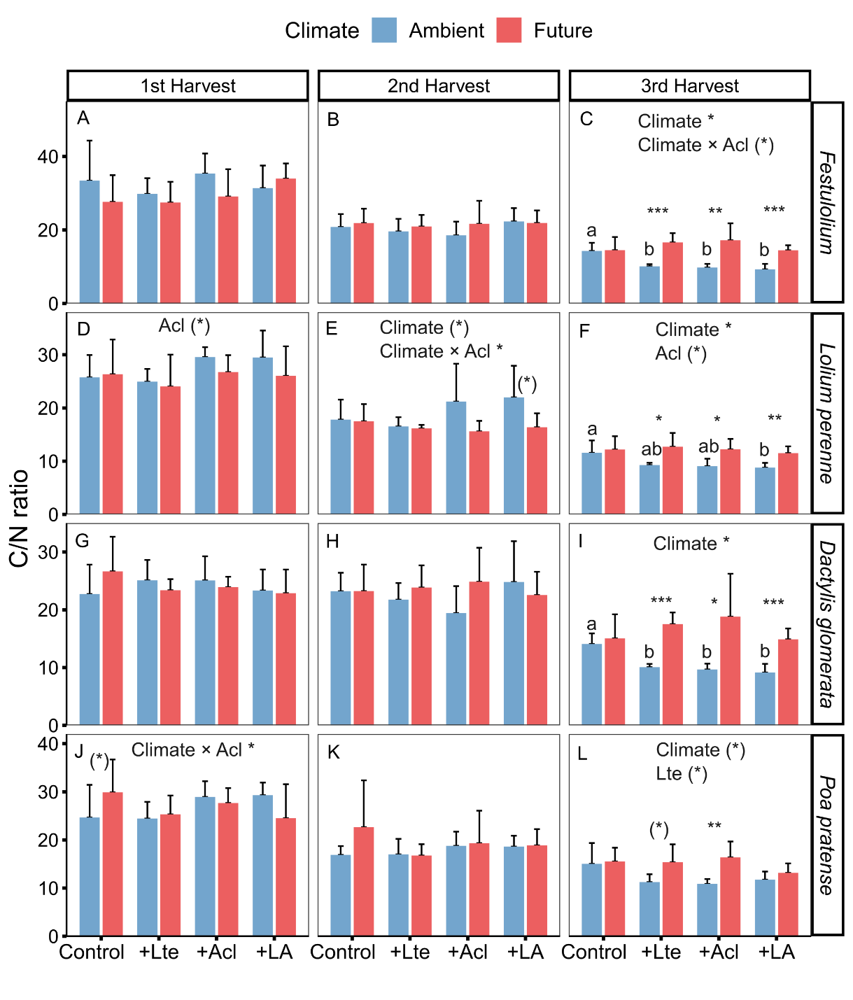 Climate Ambient Future
1st Harvest 2nd Harvest 3rd Harvest
A
40
20
0
B
C
Climate *
Climate × Acl (*)
*** ** ***
a b b b
Festulolium
D
Acl (*)
30
20
10
0
E
Climate (*)
Climate × Acl *
(*)
F
Climate *
Acl (*)
* * **
a ab ab b
Lolium perenne
C/N ratio
G
30
20
10
0
H
I
Climate *
*** * ***
a b b b
Dactylis glomerata
J
(*)
Climate × Acl *
40
30
20
10
0
K
L
Climate (*)
Lte (*)
(*) **
Poa pratense
Control +Lte +Acl +LA Control +Lte +Acl +LA Control +Lte +Acl +LA